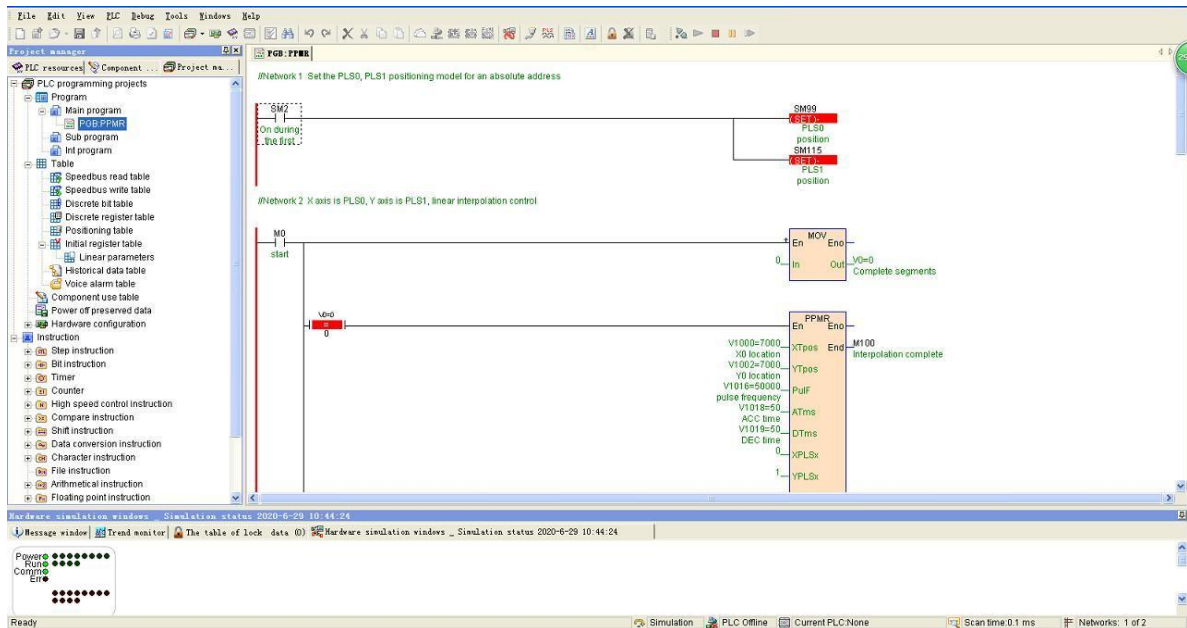 File Edit View PLC Debug Tools Windows Help
Project manager
PGB:PPMR
PLC resources Component ... Project na...
PLC programming projects
Program
Main program
PGB:PPMR
Sub program
Int program
Table
Speedbus read table
Speedbus write table
Discrete bit table
Discrete register table
Positioning table
Initial register table
Linear parameters
Historical data table
Voice alarm table
Component use table
Power off preserved data
Hardware configuration
Instruction
Step instruction
Bit instruction
Timer
Counter
High speed control instruction
Compare instruction
Shift instruction
Data conversion instruction
Character instruction
File instruction
Arithmetical instruction
Floating point instruction
//Network 1 Set the PLS0, PLS1 positioning model for an absolute address
SM2
On during
the first
SM99
(SET)
PLS0
position
SM115
(SET)
PLS1
position
//Network 2 X axis is PLS0, Y axis is PLS1, linear interpolation control
M0
start
MOV
En Eno
0 In Out V0=0
Complete segments
V0=0
=
0
PPMR
En Eno
V1000=7000 XTpos End M100
X0 location Interpolation complete
V1002=7000 YTpos
Y0 location
V1016=50000 PulF
pulse frequency
V1018=50 ATms
ACC time
V1019=50 DTms
DEC time
0 XPLSx
1 YPLSx
Hardware simulation windows _ Simulation status 2020-6-29 10:44:24
Message window Trend monitor The table of lock data (0) Hardware simulation windows _ Simulation status 2020-6-29 10:44:24
Power
Run
Comm
Err
Ready Simulation PLC Offline Current PLC:None Scan time:0.1 ms Networks: 1 of 2